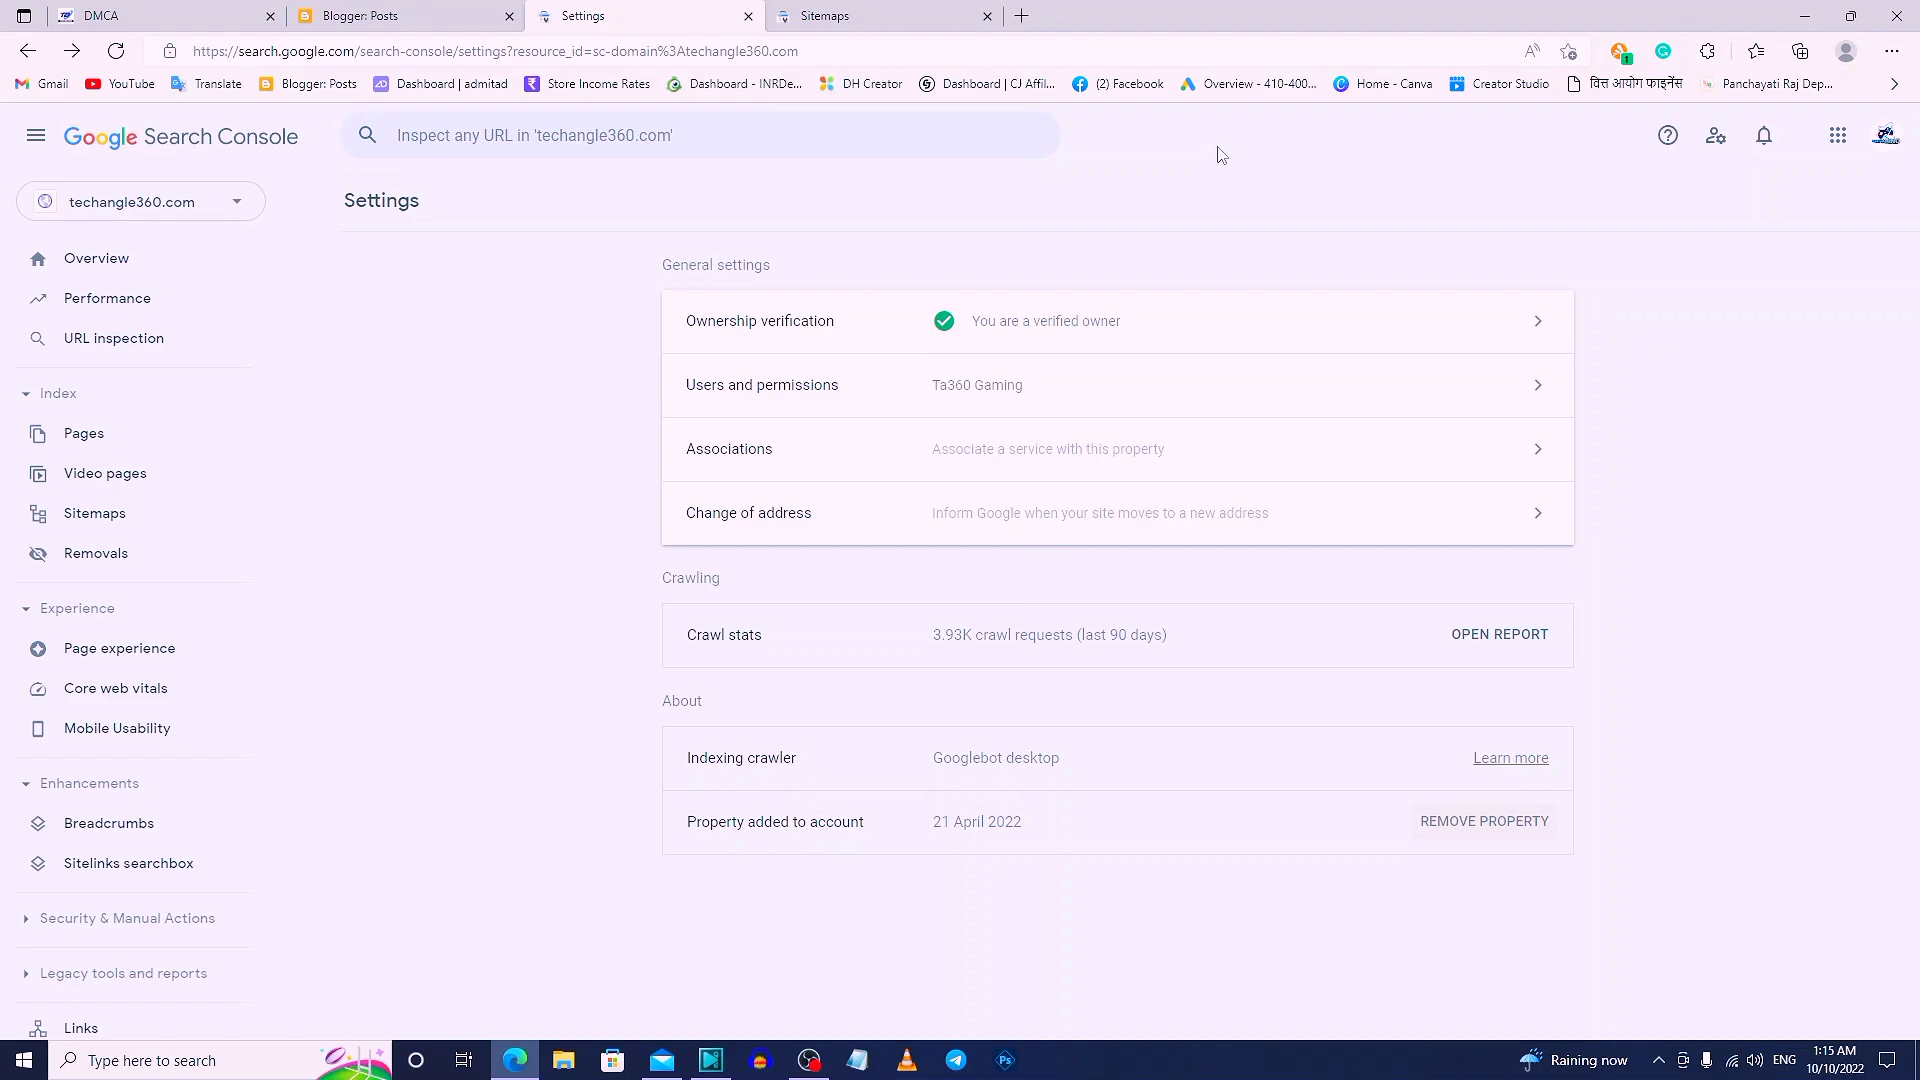 DMCA
Blogger: Posts
Settings
Sitemaps
https://search.google.com/search-console/settings?resource_id=sc-domain%3Atechangle360.com
Gmail
YouTube
Translate
Blogger: Posts
Dashboard | admitad
Store Income Rates
Dashboard - INRDe...
DH Creator
Dashboard | CJ Affil...
(2) Facebook
Overview - 410-400...
Home - Canva
Creator Studio
वित्त आयोग फाइनेंस
Panchayati Raj Dep...
Google Search Console
Inspect any URL in 'techangle360.com'
techangle360.com
Settings
Overview
Performance
URL inspection
Index
Pages
Video pages
Sitemaps
Removals
Experience
Page experience
Core web vitals
Mobile Usability
Enhancements
Breadcrumbs
Sitelinks searchbox
Security & Manual Actions
Legacy tools and reports
Links
General settings
Ownership verification You are a verified owner
Users and permissions Ta360 Gaming
Associations Associate a service with this property
Change of address Inform Google when your site moves to a new address
Crawling
Crawl stats 3.93K crawl requests (last 90 days) OPEN REPORT
About
Indexing crawler Googlebot desktop Learn more
Property added to account 21 April 2022 REMOVE PROPERTY
Type here to search
Ps
Raining now
ENG
1:15 AM
10/10/2022